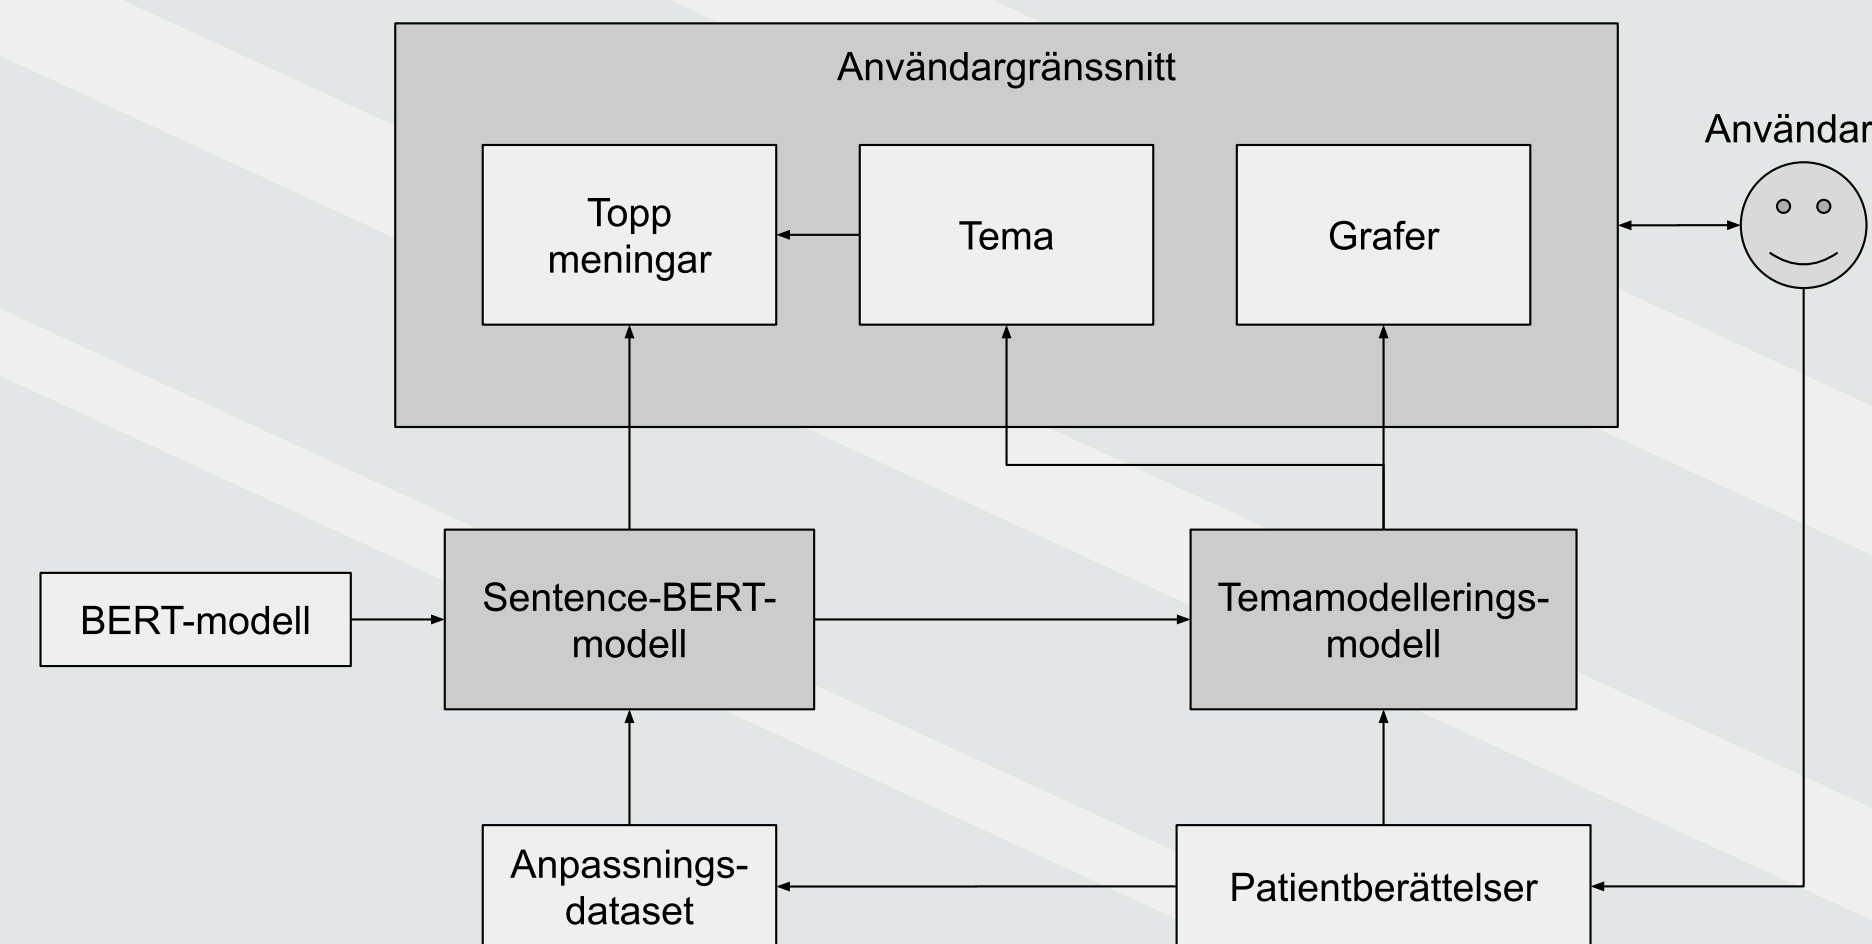 Användargränssnitt
Användar
Topp
meningar
Tema
Grafer
BERT-modell
Sentence-BERT-
modell
Temamodellerings-
modell
Anpassnings-
dataset
Patientberättelser